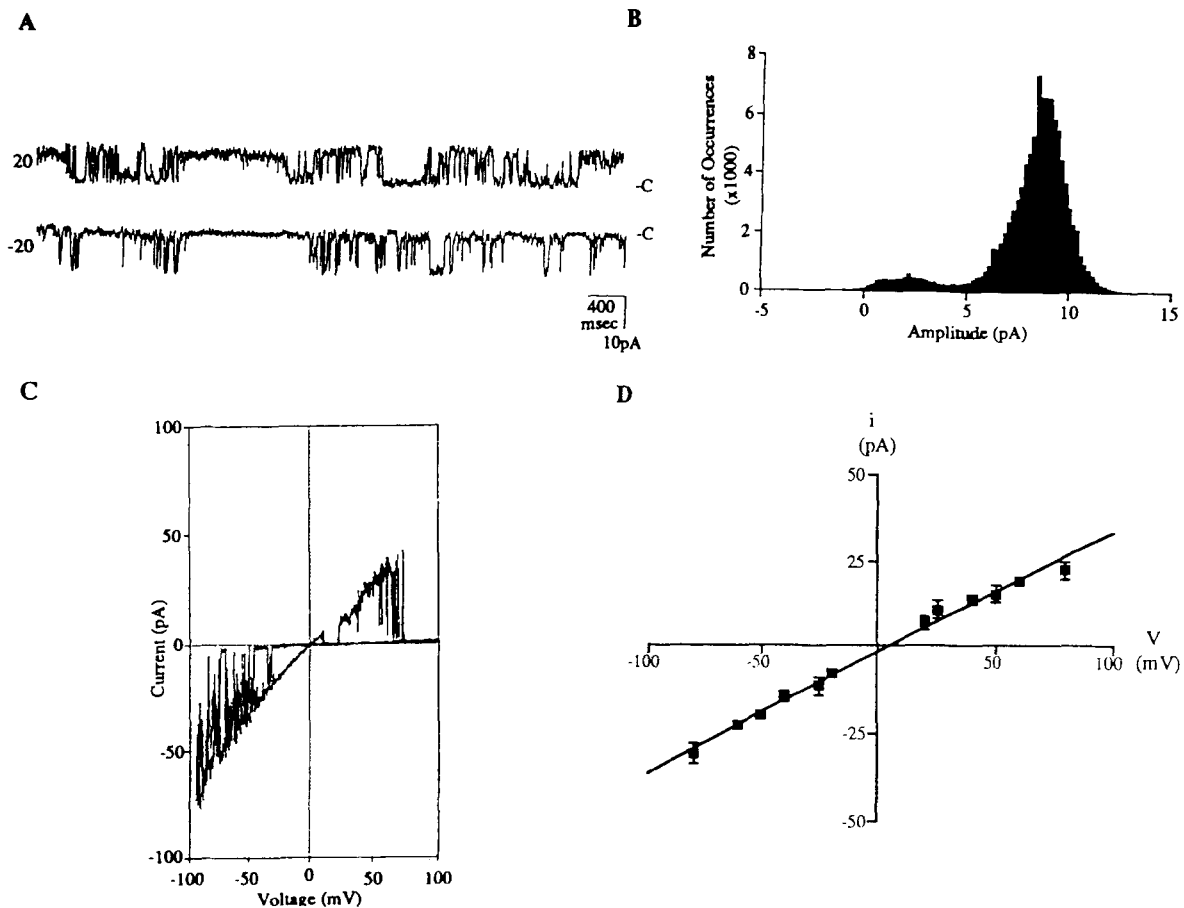 A
20
-C
-20
-C
400
msec
10pA
B
Number of Occurrences
(x1000)
8
6
4
2
0
-5
0
5
10
15
Amplitude (pA)
C
Current (pA)
100
50
0
-50
-100
-100
-50
0
50
100
Voltage (mV)
D
i
(pA)
50
25
-25
-50
-100
-50
50
100
V
(mV)